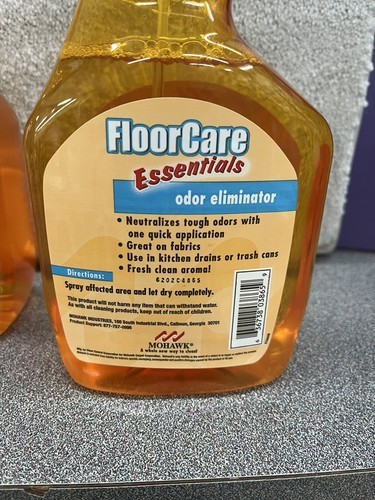 FloorCare
Essentials
odor eliminator
• Neutralizes tough odors with
one quick application
• Great on fabrics
• Use in kitchen drains or trash cans
• Fresh clean aroma!
6202C4865
Directions:
Spray affected area and let dry completely.
This product will not harm any item that can withstand water.
As with all cleaning products, keep out of reach of children.
MOHAWK INDUSTRIES, 160 South Industrial Blvd., Calhoun, Georgia 30701
Product Support: 877-757-0996
MOHAWK®
A whole new way to clean!